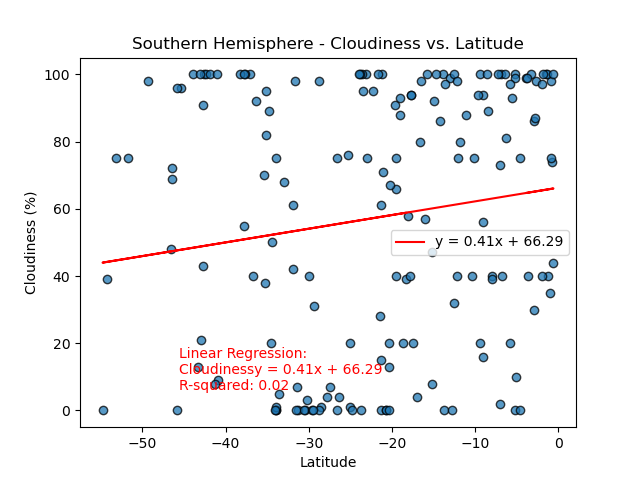 Southern Hemisphere - Cloudiness vs. Latitude
Cloudiness (%)
100
80
60
40
20
0
y = 0.41x + 66.29
Linear Regression:
Cloudinessy = 0.41x + 66.29
R-squared: 0.02
−50
−40
−30
−20
−10
0
Latitude